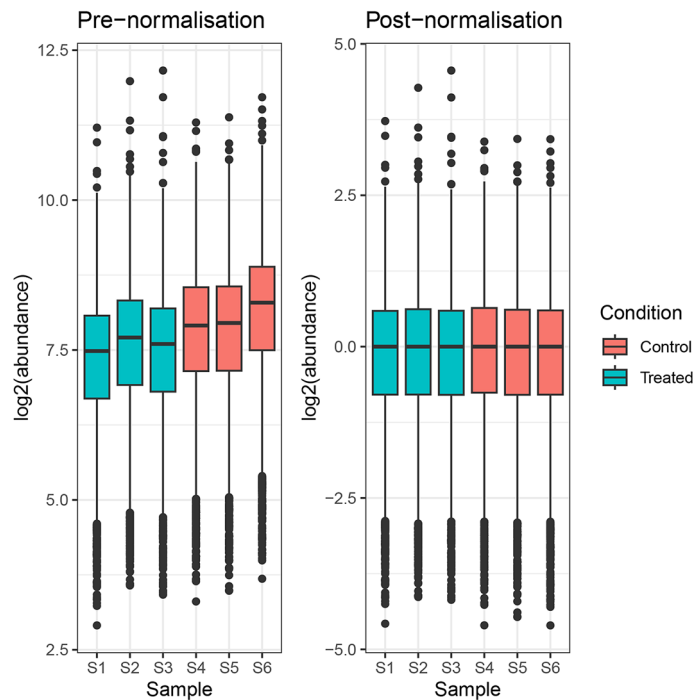 Pre−normalisation
12.5
10.0
7.5
5.0
2.5
log2(abundance)
S1 S2 S3 S4 S5 S6
Sample
Post−normalisation
5.0
2.5
0.0
−2.5
−5.0
log2(abundance)
S1 S2 S3 S4 S5 S6
Sample
Condition
Control
Treated